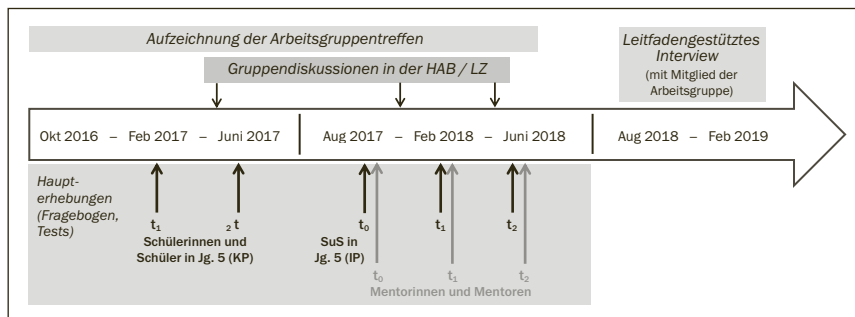 Aufzeichnung der Arbeitsgruppentreffen
Leitfadengestütztes
Interview
(mit Mitglied der
Arbeitsgruppe)
Gruppendiskussionen in der HAB / LZ
Okt 2016 – Feb 2017 – Juni 2017
Aug 2017 – Feb 2018 – Juni 2018
Aug 2018 – Feb 2019
Haupt-
erhebungen
(Fragebogen,
Tests)
t₁ ₂ t t₀ t₁ t₂
Schülerinnen und
Schüler in Jg. 5 (KP)
SuS in
Jg. 5 (IP)
t₀ t₁ t₂
Mentorinnen und Mentoren